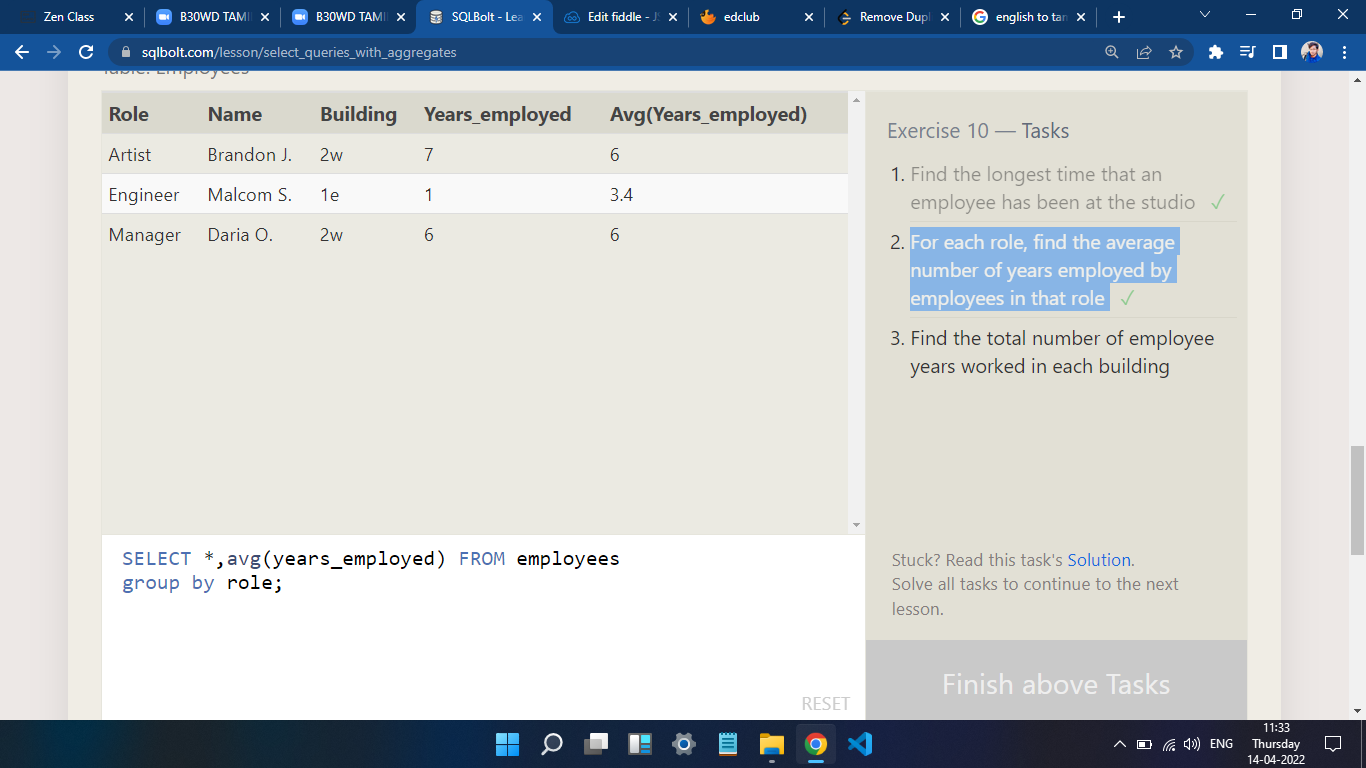 Zen Class
B30WD TAMI
B30WD TAMI
SQLBolt - Lea
Edit fiddle - JS
edclub
Remove Dupl
english to tan
sqlbolt.com/lesson/select_queries_with_aggregates
Table: Employees
Role Name Building Years_employed Avg(Years_employed)
Artist Brandon J. 2w 7 6
Engineer Malcom S. 1e 1 3.4
Manager Daria O. 2w 6 6
Exercise 10 — Tasks
1. Find the longest time that an
employee has been at the studio ✓
2. For each role, find the average
number of years employed by
employees in that role ✓
3. Find the total number of employee
years worked in each building
Stuck? Read this task's Solution.
Solve all tasks to continue to the next
lesson.
Finish above Tasks
SELECT *,avg(years_employed) FROM employees
group by role;
RESET
ENG
11:33
Thursday
14-04-2022